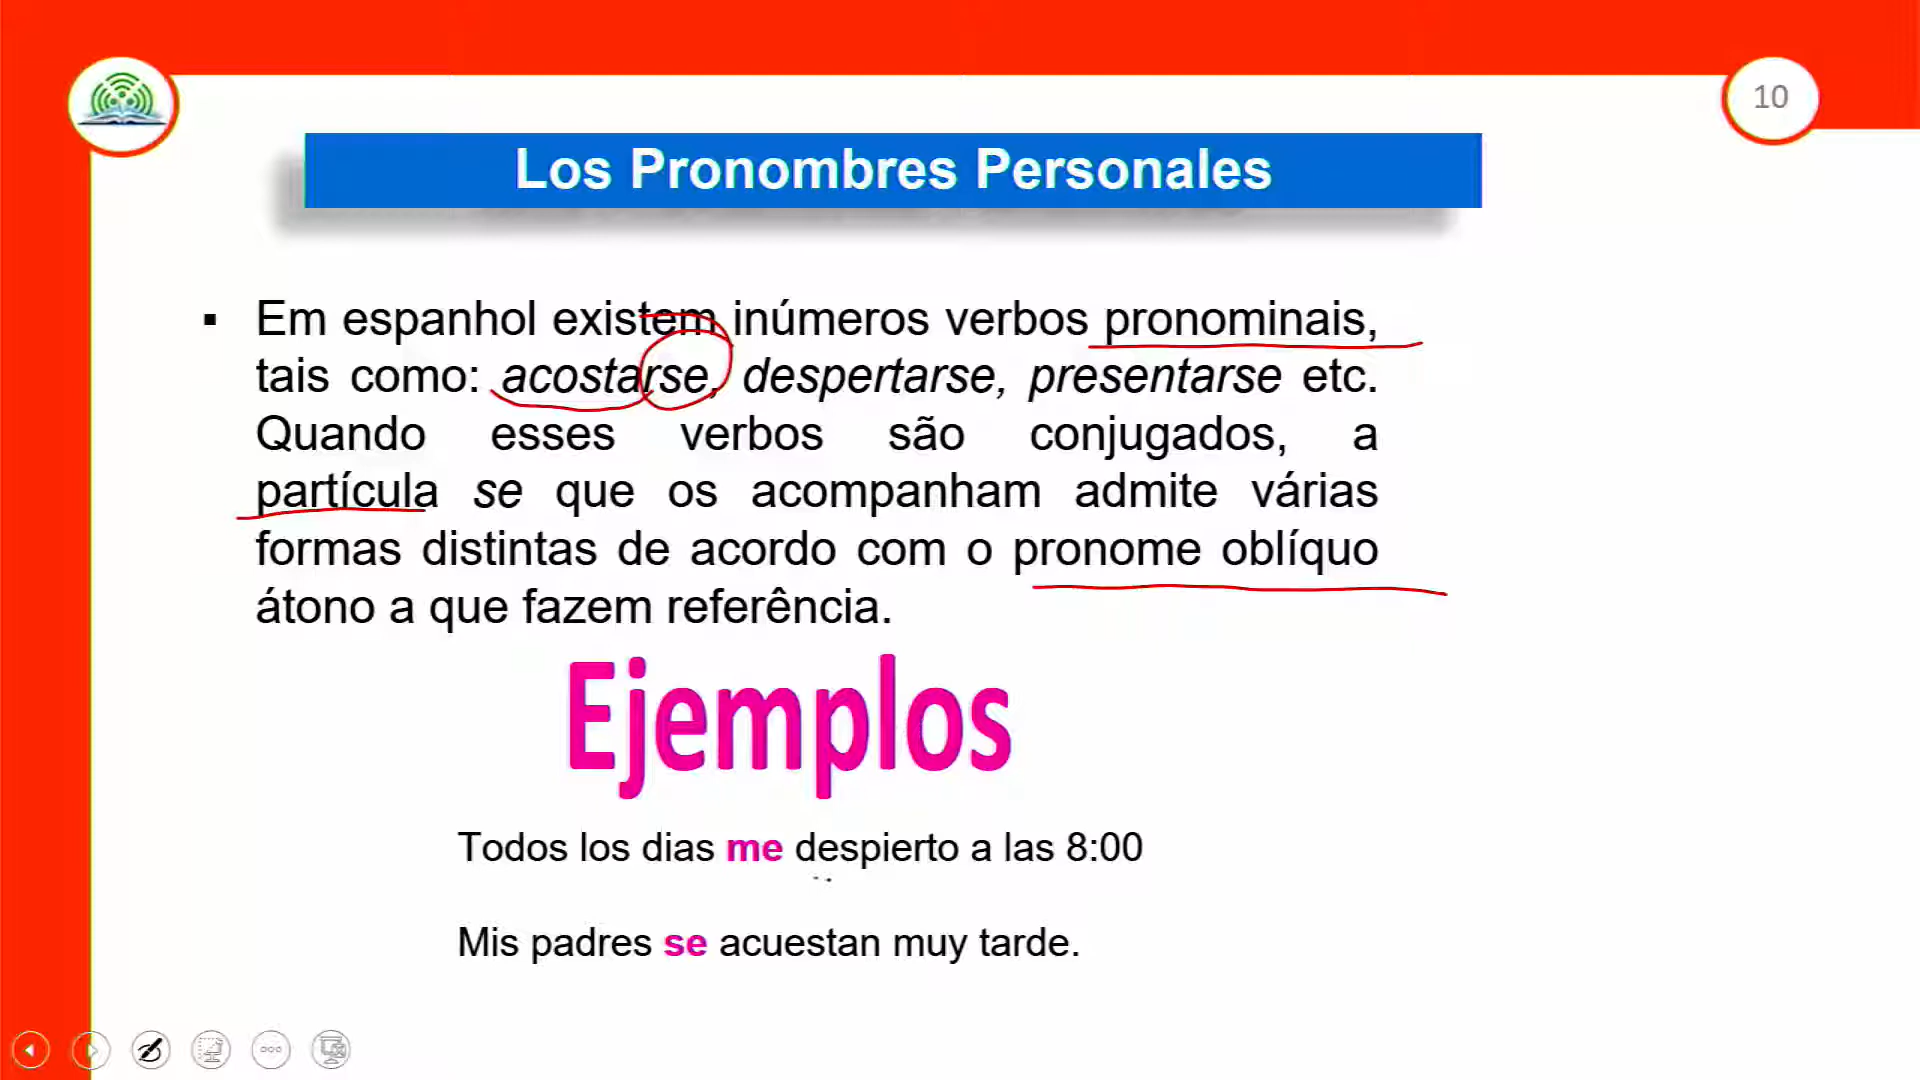 10
Los Pronombres Personales
▪ Em espanhol existem inúmeros verbos pronominais,
tais como: acostarse, despertarse, presentarse etc.
Quando esses verbos são conjugados, a
partícula se que os acompanham admite várias
formas distintas de acordo com o pronome oblíquo
átono a que fazem referência.
Ejemplos
Todos los dias me despierto a las 8:00
Mis padres se acuestan muy tarde.